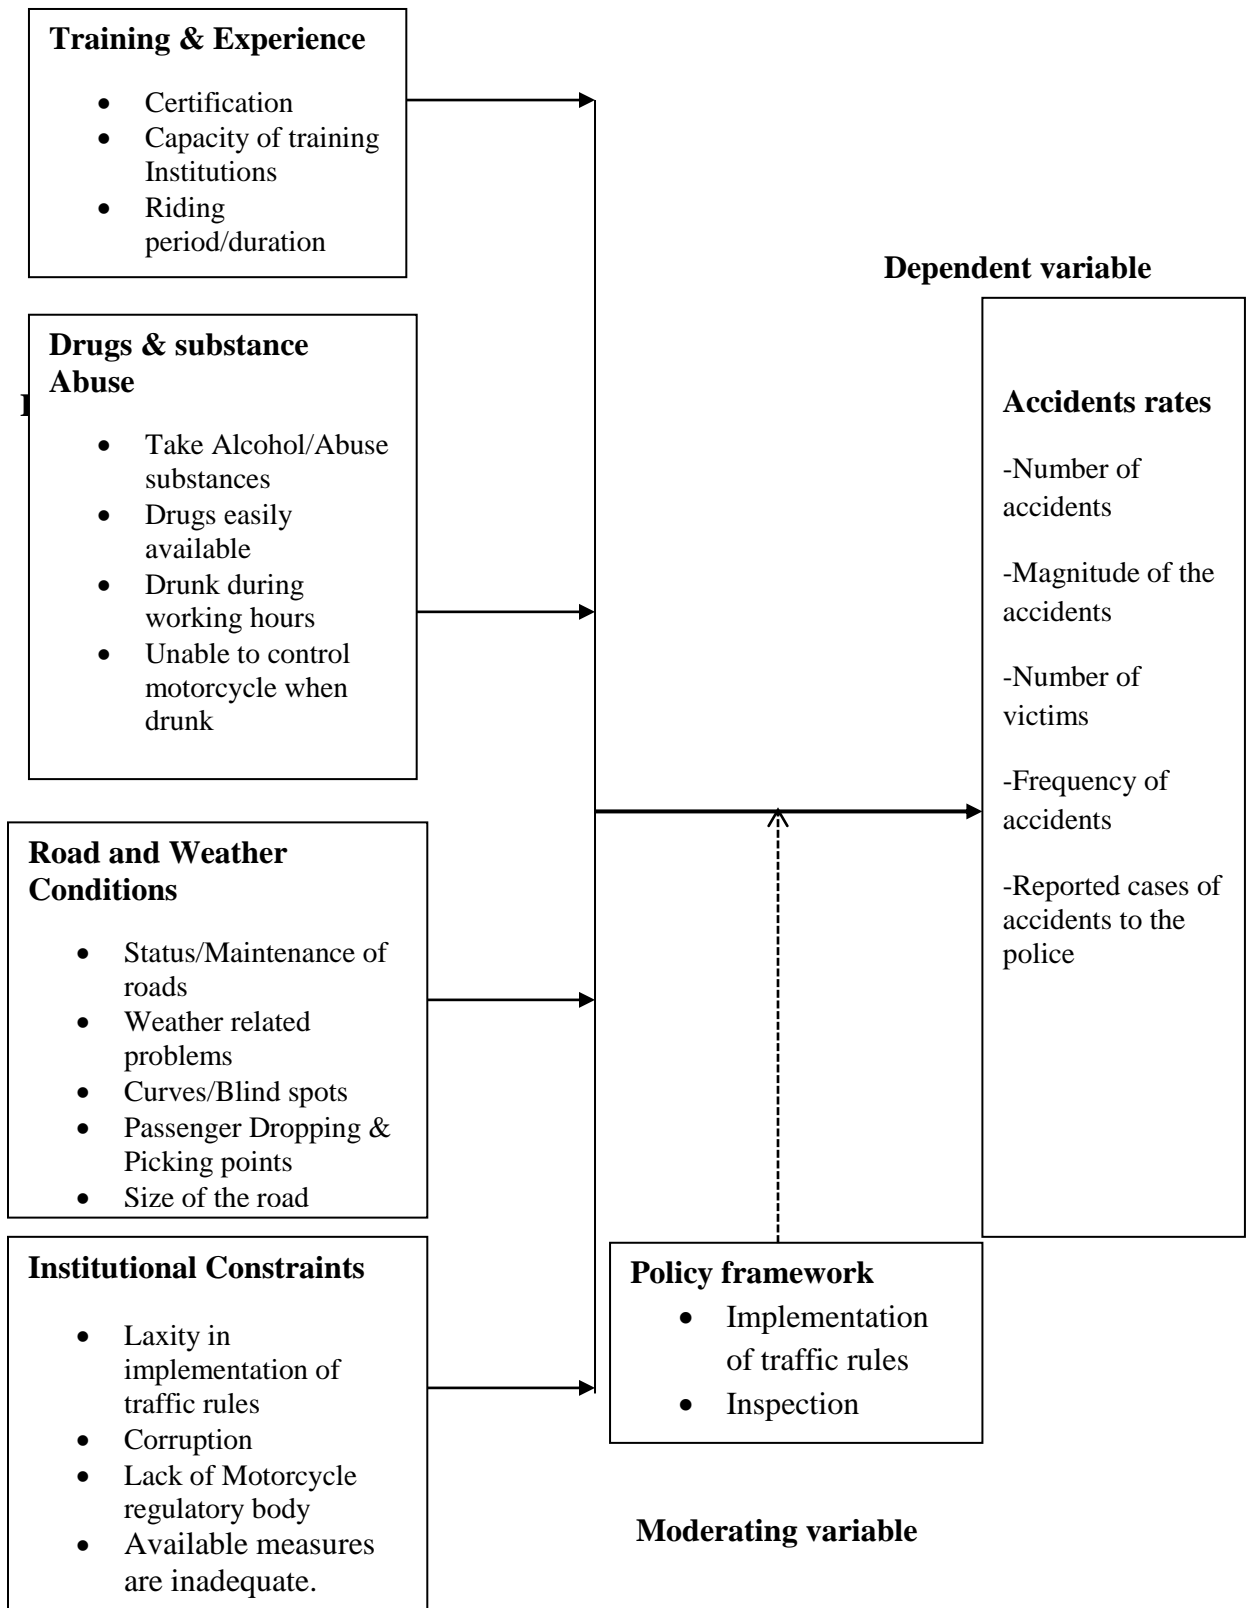 Training & Experience
• Certification
• Capacity of training
Institutions
• Riding
period/duration
Dependent variable
Drugs & substance
Abuse
• Take Alcohol/Abuse
substances
• Drugs easily
available
• Drunk during
working hours
• Unable to control
motorcycle when
drunk
Accidents rates
-Number of
accidents
-Magnitude of the
accidents
-Number of
victims
-Frequency of
accidents
-Reported cases of
accidents to the
police
Road and Weather
Conditions
• Status/Maintenance of
roads
• Weather related
problems
• Curves/Blind spots
• Passenger Dropping &
Picking points
• Size of the road
Institutional Constraints
• Laxity in
implementation of
traffic rules
• Corruption
• Lack of Motorcycle
regulatory body
• Available measures
are inadequate.
Policy framework
• Implementation
of traffic rules
• Inspection
Moderating variable